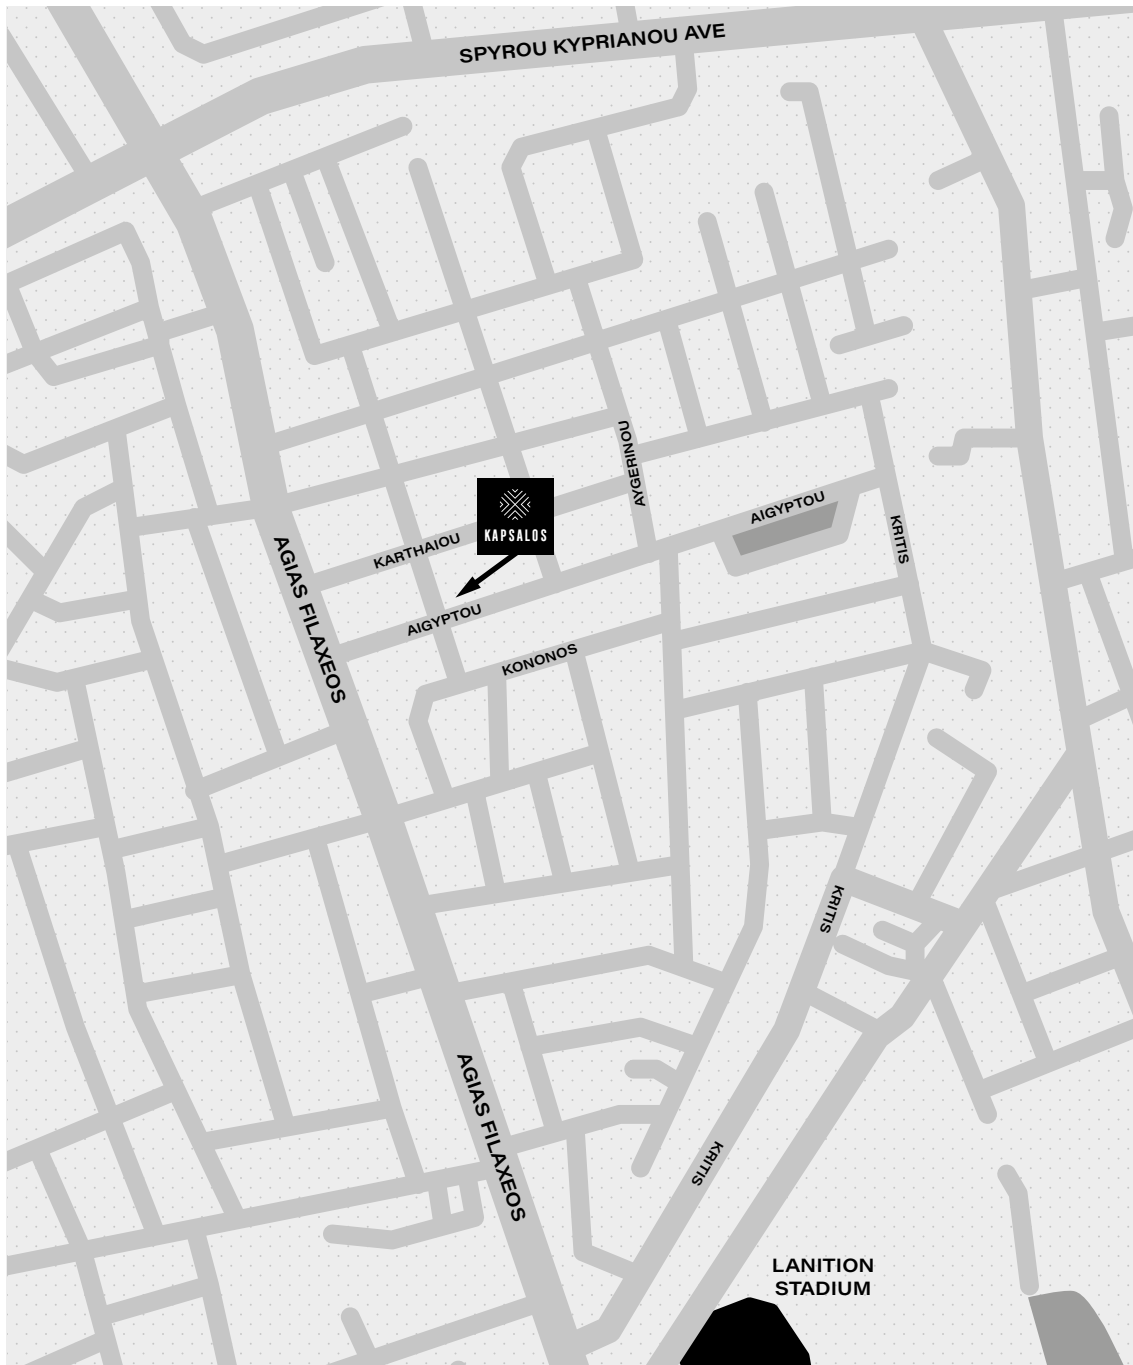 SPYROU KYPRIANOU AVE
AYGERINOU
AIGYPTOU
KRITIS
KAPSALOS
KARTHAIOU
AGIAS FILAXEOS
AIGYPTOU
KONONOS
KRITIS
AGIAS FILAXEOS
KRITIS
LANITION
STADIUM